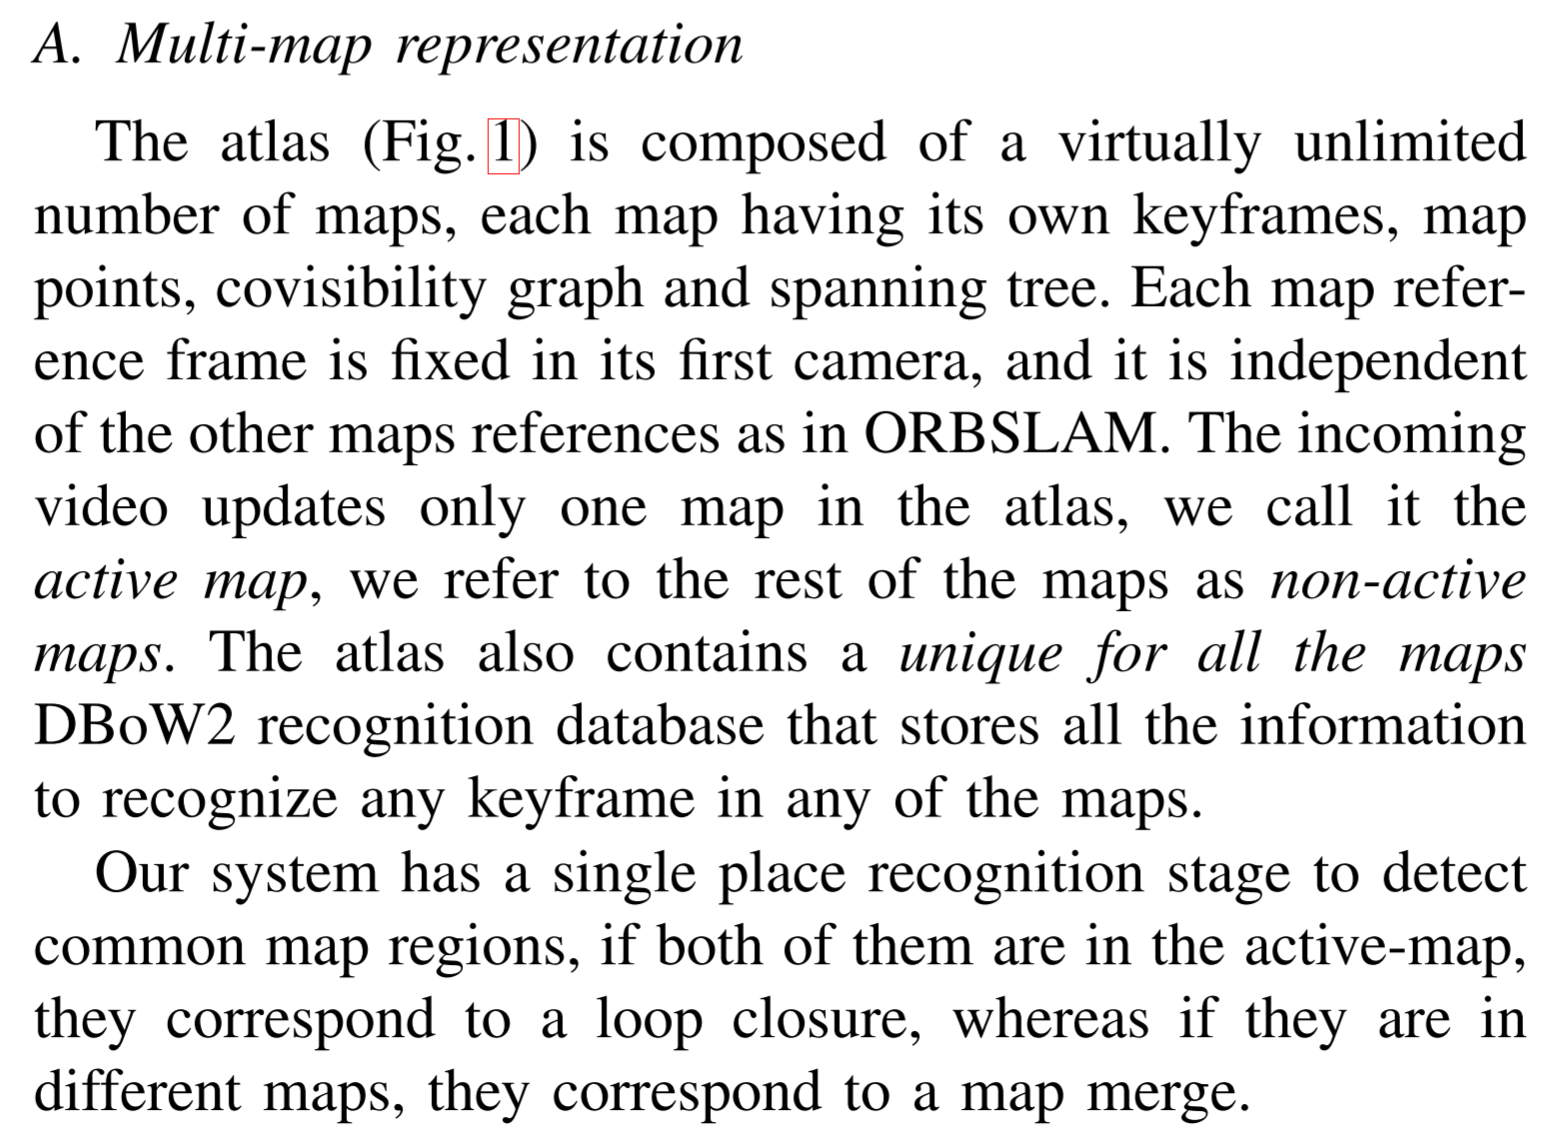 A. Multi-map representation
The atlas (Fig. 1) is composed of a virtually unlimited
number of maps, each map having its own keyframes, map
points, covisibility graph and spanning tree. Each map refer-
ence frame is fixed in its first camera, and it is independent
of the other maps references as in ORBSLAM. The incoming
video updates only one map in the atlas, we call it the
active map, we refer to the rest of the maps as non-active
maps. The atlas also contains a unique for all the maps
DBoW2 recognition database that stores all the information
to recognize any keyframe in any of the maps.
Our system has a single place recognition stage to detect
common map regions, if both of them are in the active-map,
they correspond to a loop closure, whereas if they are in
different maps, they correspond to a map merge.